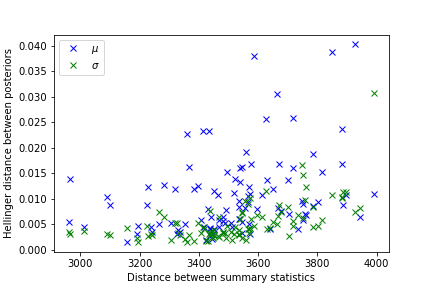 μ
σ
0.040
0.035
0.030
0.025
0.020
0.015
0.010
0.005
0.000
Hellinger distance between posteriors
3000 3200 3400 3600 3800 4000
Distance between summary statistics